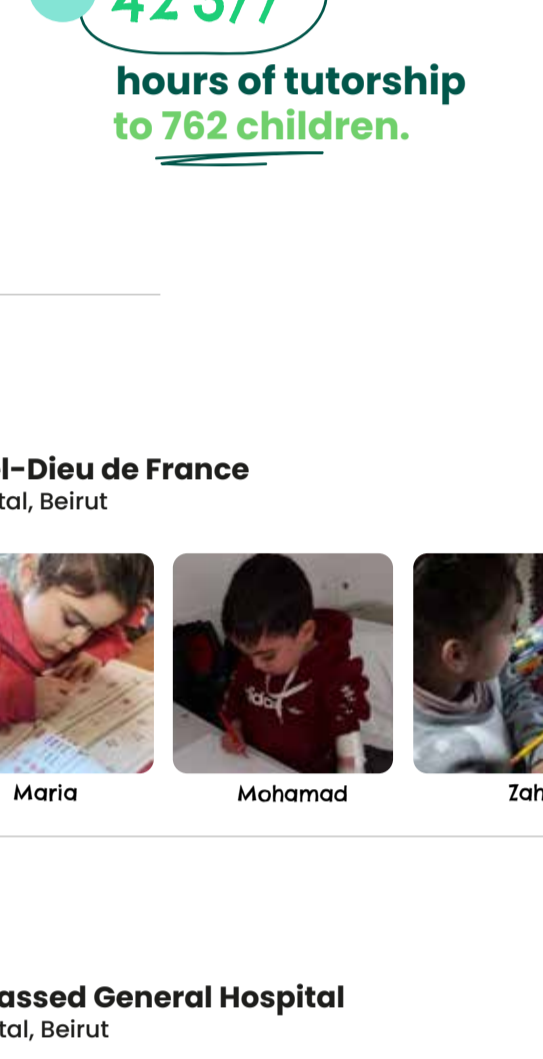 hours of tutorship
to 762 children.
l-Dieu de France
tal, Beirut
Maria
Mohamad
Zah
assed General Hospital
tal, Beirut